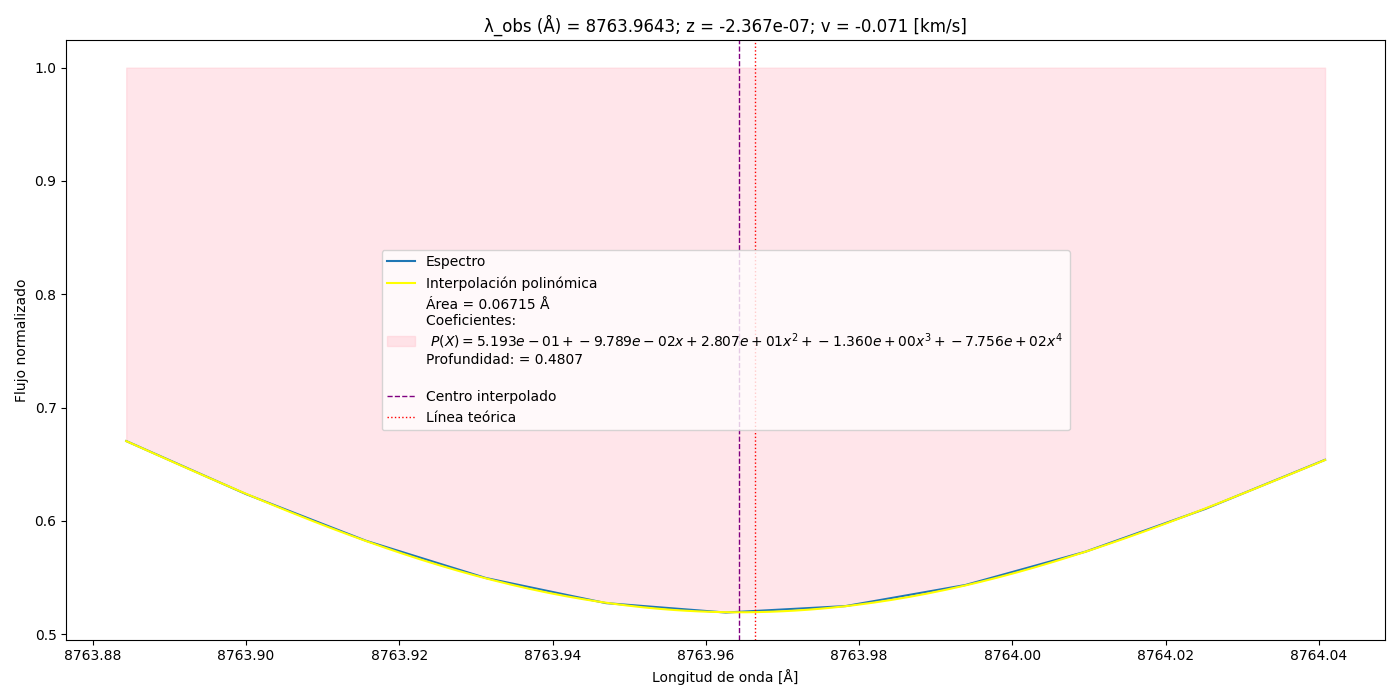 λ_obs (Å) = 8763.9643; z = -2.367e-07; v = -0.071 [km/s]
1.0
0.9
0.8
0.7
0.6
0.5
Flujo normalizado
Espectro
Interpolación polinómica
Área = 0.06715 Å
Coeficientes:
P(X) = 5.193e − 01 + −9.789e − 02x + 2.807e + 01x² + −1.360e + 00x³ + −7.756e + 02x⁴
Profundidad: = 0.4807
Centro interpolado
Línea teórica
8763.88 8763.90 8763.92 8763.94 8763.96 8763.98 8764.00 8764.02 8764.04
Longitud de onda [Å]